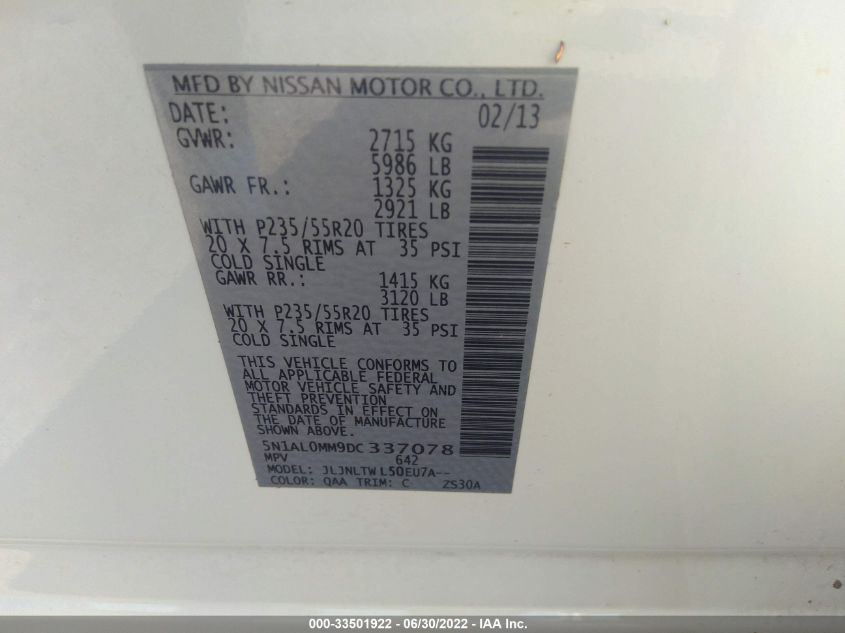 MFD BY NISSAN MOTOR CO., LTD.
DATE: 02/13
GVWR: 2715 KG
5986 LB
GAWR FR.: 1325 KG
2921 LB
WITH P235/55R20 TIRES
20 X 7.5 RIMS AT 35 PSI
COLD SINGLE
GAWR RR.: 1415 KG
3120 LB
WITH P235/55R20 TIRES
20 X 7.5 RIMS AT 35 PSI
COLD SINGLE
THIS VEHICLE CONFORMS TO
ALL APPLICABLE FEDERAL
MOTOR VEHICLE SAFETY AND
THEFT PREVENTION
STANDARDS IN EFFECT ON
THE DATE OF MANUFACTURE
SHOWN ABOVE.
5N1AL0MM9DC 337078
MPV 642
MODEL: JLJNLTW L50EU7A--
COLOR: QAA TRIM: C ZS30A
000-33501922 - 06/30/2022 - IAA Inc.